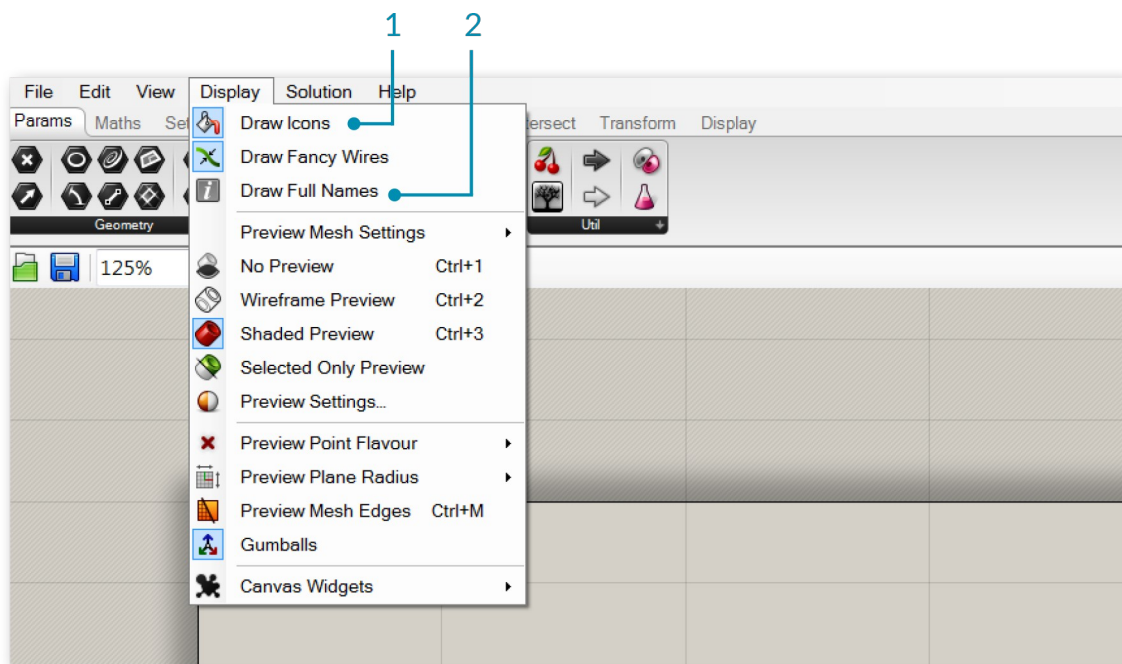 1 2
File Edit View Display Solution Help
Params Maths Set ersect Transform Display
Draw Icons
Draw Fancy Wires
Draw Full Names
Geometry
Util
Preview Mesh Settings
125%
No Preview Ctrl+1
Wireframe Preview Ctrl+2
Shaded Preview Ctrl+3
Selected Only Preview
Preview Settings...
Preview Point Flavour
Preview Plane Radius
Preview Mesh Edges Ctrl+M
Gumballs
Canvas Widgets